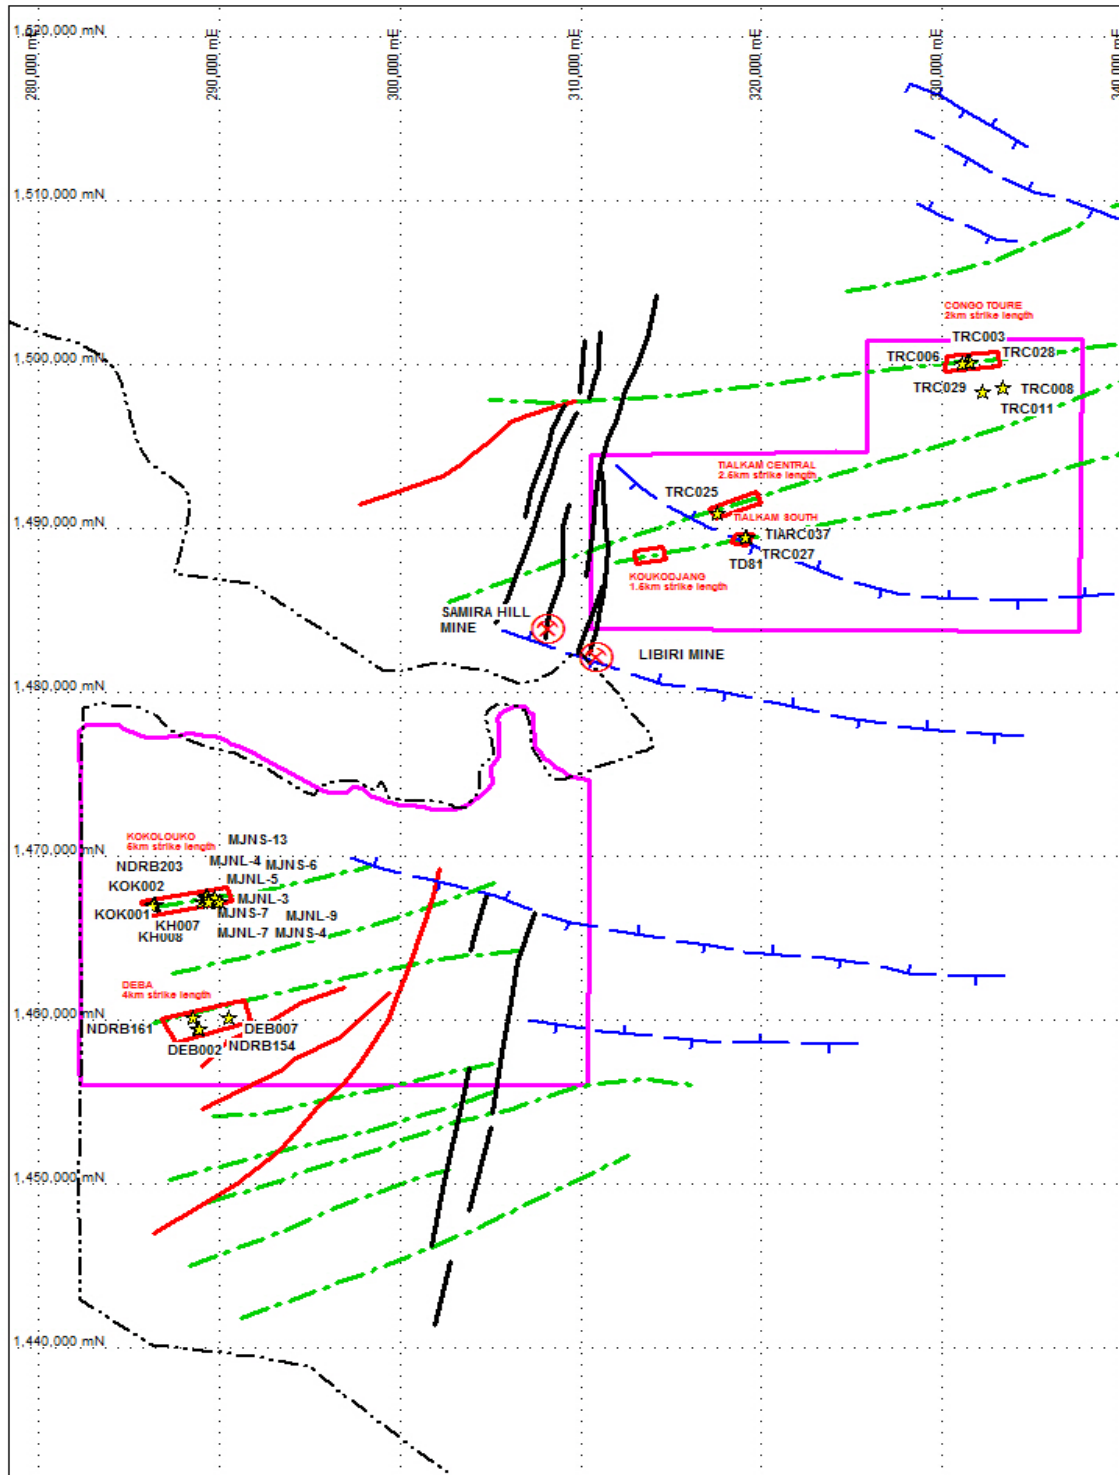 1,520,000 mN
280,000 mE
290,000 mE
300,000 mE
310,000 mE
320,000 mE
330,000 mE
1,510,000 mN
CONGO TOURE
2km strike length
TRC003
TRC006
TRC028
1,500,000 mN
TRC029
TRC008
TRC011
TIALKAM CENTRAL
2.5km strike length
TRC025
TIALKAM SOUTH
1,490,000 mN
TIARC037
TRC027
TD81
KOUKODJANG
1.5km strike length
SAMIRA HILL
MINE
LIBIRI MINE
1,480,000 mN
KOKOLOUKO
5km strike length
MJNS-13
1,470,000 mN
NDRB203
MJNL-4
MJNS-6
KOK002
MJNL-5
MJNL-3
KOK001
MJNS-7
MJNL-9
KH007
KH008
MJNL-7
MJNS-4
DEBA
4km strike length
1,460,000 mN
NDRB161
DEB007
DEB002
NDRB154
1,450,000 mN
1,440,000 mN